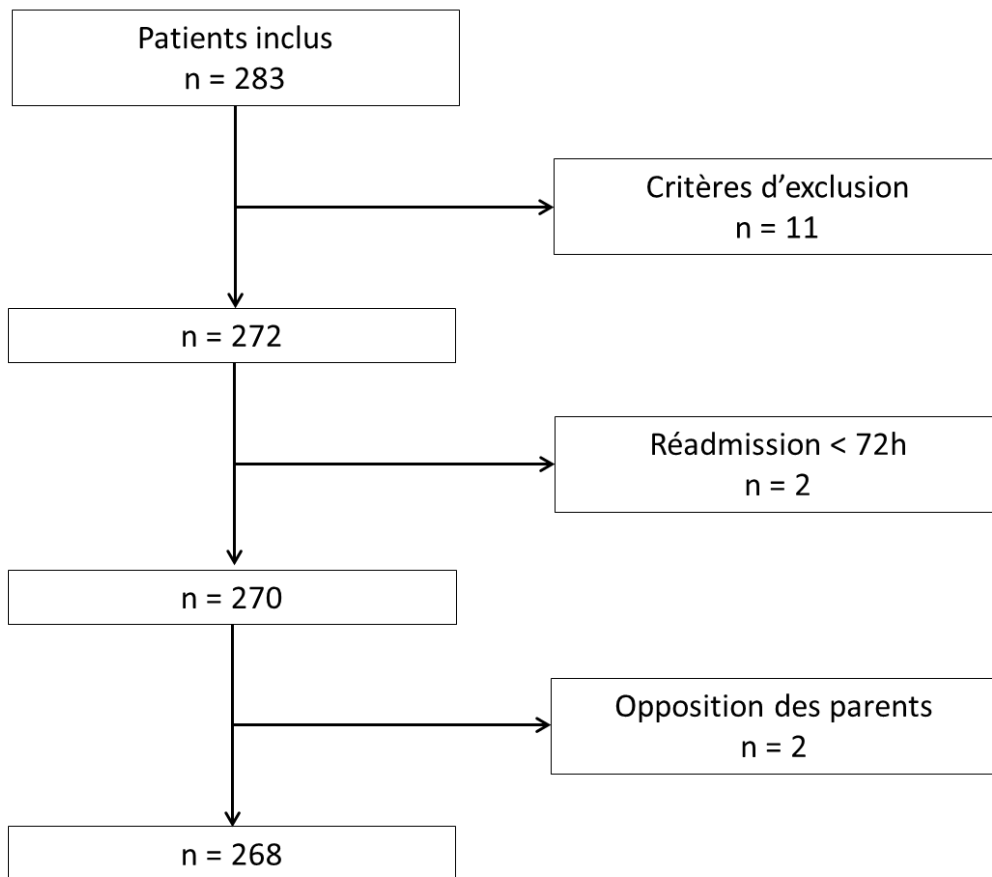 Patients inclus
n = 283
Critères d’exclusion
n = 11
n = 272
Réadmission < 72h
n = 2
n = 270
Opposition des parents
n = 2
n = 268